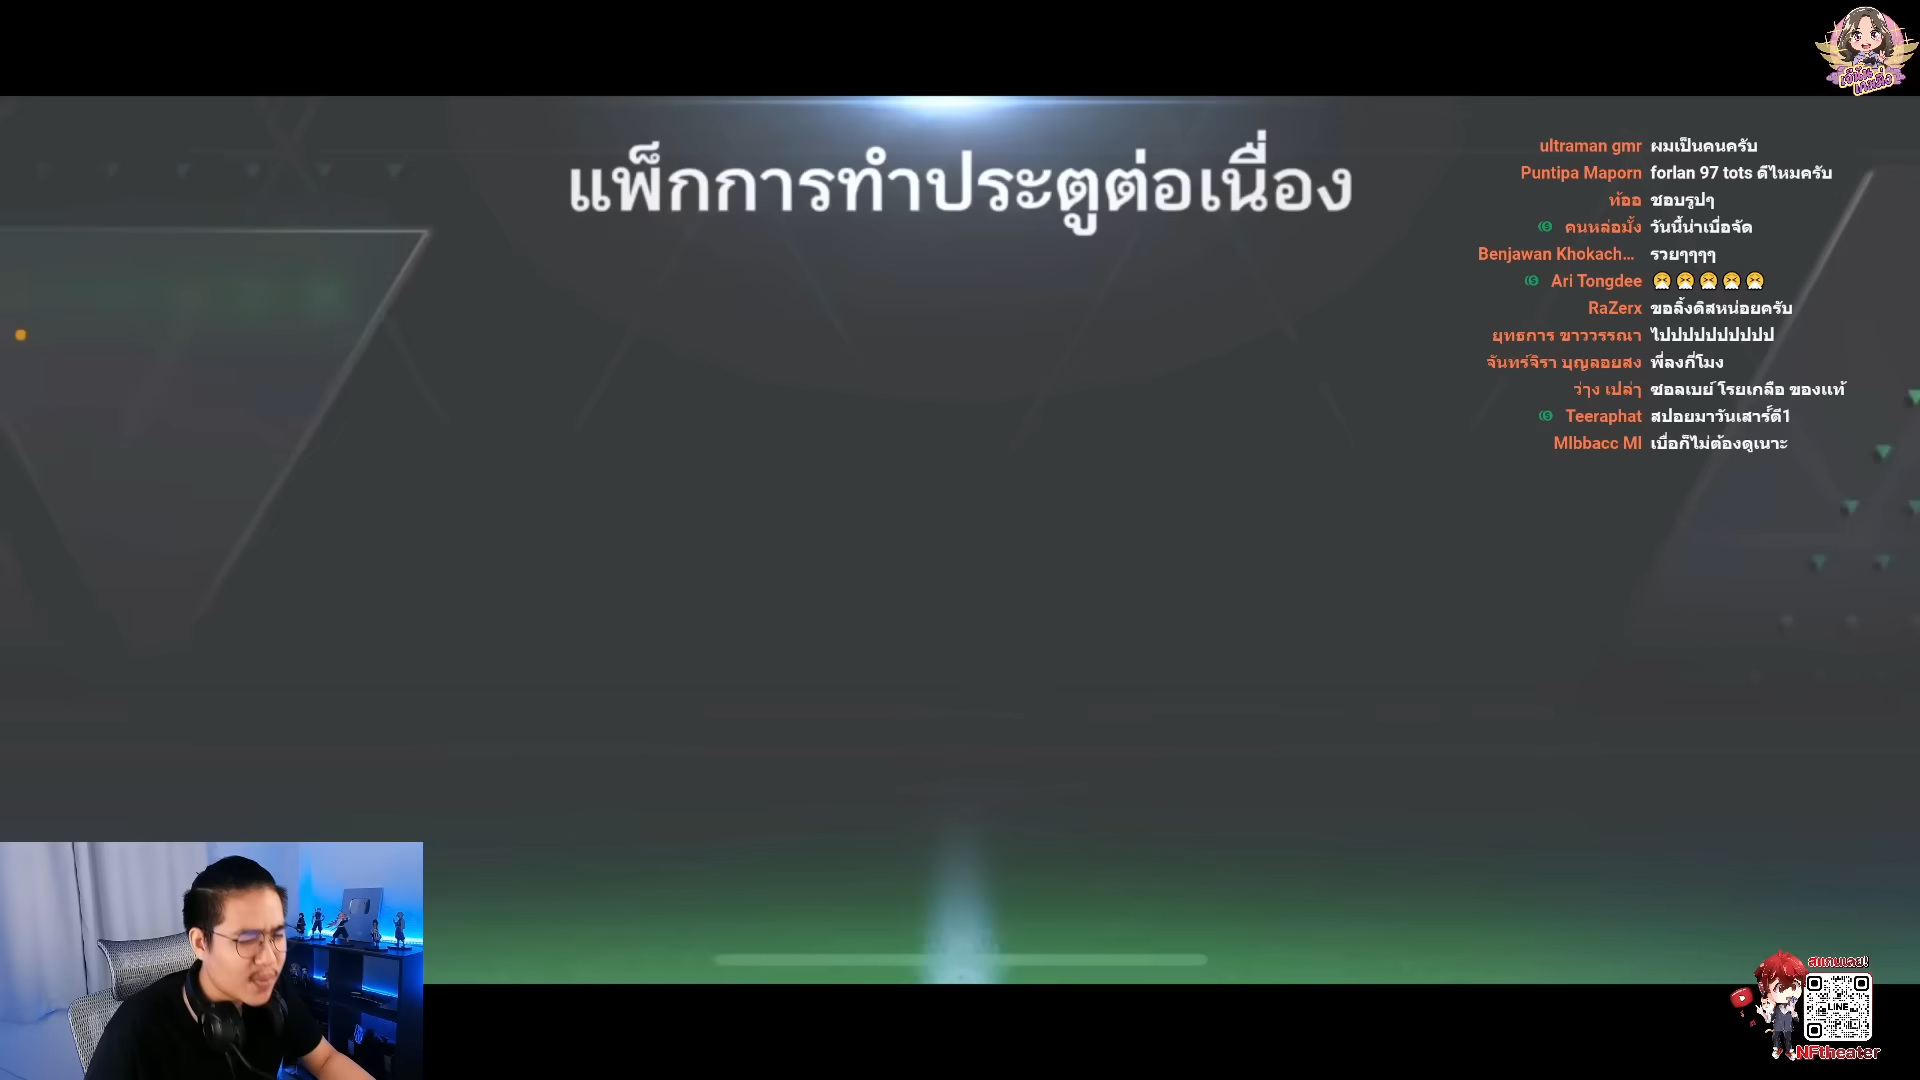 แพ็กการทำประตูต่อเนื่อง
ultraman gmr ผมเป็นคนครับ
Puntipa Maporn forlan 97 tots ดีไหมครับ
ท้ออ ชอบรูปๆ
คนหล่อมั้ง วันนี้น่าเบื่อจัด
Benjawan Khokach... รวยๆๆๆๆ
Ari Tongdee 😤😤😤😤😤
RaZerx ขอลิ้งดิสหน่อยครับ
ยุทธการ ขาววรรณา ไปปปปปปปปปป
จันทร์จิรา บุญลอยสง พี่ลงกี่โมง
ว่าง เปล่า ซอลเบย์ โรยเกลือ ของแท้
Teeraphat สปอยมาวันเสาร์ตี1
Mlbbacc Ml เบื่อก็ไม่ต้องดูเนาะ
สแกนเลย!
LINE
NFtheater